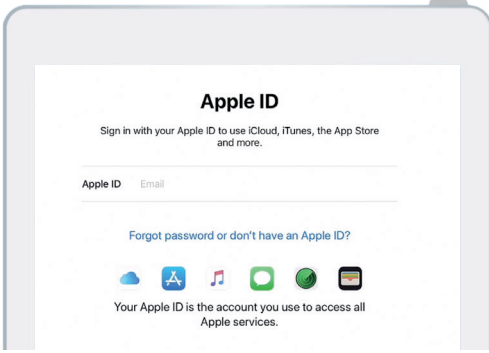 Apple ID
Sign in with your Apple ID to use iCloud, iTunes, the App Store
and more.
Apple ID Email
Forgot password or don't have an Apple ID?
Your Apple ID is the account you use to access all
Apple services.